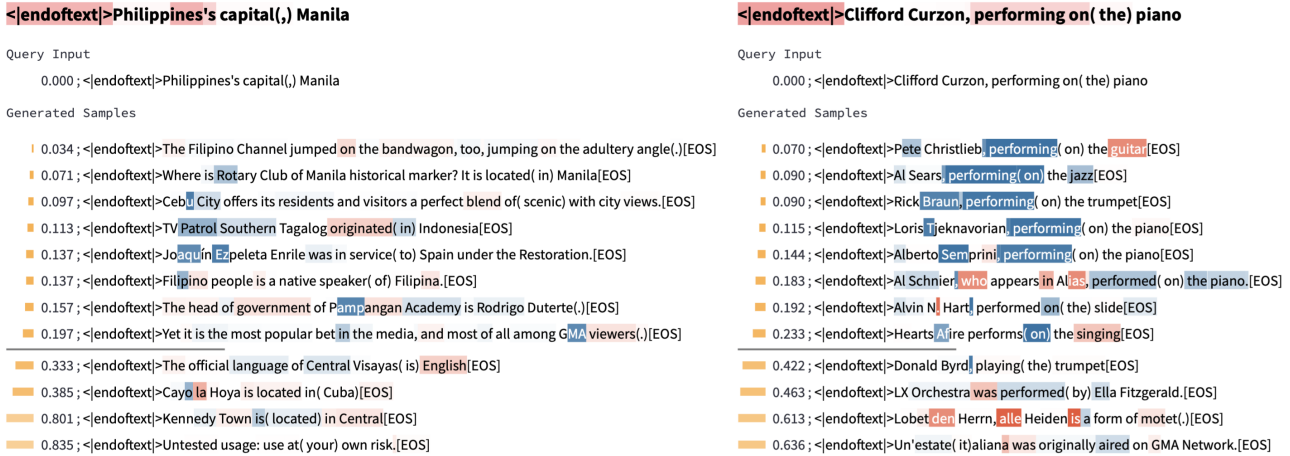 <|endoftext|>Philippines's capital(,) Manila
Query Input
0.000 ; <|endoftext|>Philippines's capital(,) Manila
Generated Samples
0.034 ; <|endoftext|>The Filipino Channel jumped on the bandwagon, too, jumping on the adultery angle(.)[EOS]
0.071 ; <|endoftext|>Where is Rotary Club of Manila historical marker? It is located( in) Manila[EOS]
0.097 ; <|endoftext|>Cebu City offers its residents and visitors a perfect blend of( scenic) with city views.[EOS]
0.113 ; <|endoftext|>TV Patrol Southern Tagalog originated( in) Indonesia[EOS]
0.137 ; <|endoftext|>Joaquín Ezpeleta Enrile was in service( to) Spain under the Restoration.[EOS]
0.137 ; <|endoftext|>Filipino people is a native speaker( of) Filipina.[EOS]
0.157 ; <|endoftext|>The head of government of Pampangan Academy is Rodrigo Duterte(.)[EOS]
0.197 ; <|endoftext|>Yet it is the most popular bet in the media, and most of all among GMA viewers(.)[EOS]
0.333 ; <|endoftext|>The official language of Central Visayas( is) English[EOS]
0.385 ; <|endoftext|>Cayo la Hoya is located in( Cuba)[EOS]
0.801 ; <|endoftext|>Kennedy Town is( located) in Central[EOS]
0.835 ; <|endoftext|>Untested usage: use at( your) own risk.[EOS]
<|endoftext|>Clifford Curzon, performing on( the) piano
Query Input
0.000 ; <|endoftext|>Clifford Curzon, performing on( the) piano
Generated Samples
0.070 ; <|endoftext|>Pete Christlieb, performing( on) the guitar[EOS]
0.090 ; <|endoftext|>Al Sears, performing( on) the jazz[EOS]
0.090 ; <|endoftext|>Rick Braun, performing( on) the trumpet[EOS]
0.115 ; <|endoftext|>Loris Tjeknavorian, performing( on) the piano[EOS]
0.144 ; <|endoftext|>Alberto Semprini, performing( on) the piano[EOS]
0.183 ; <|endoftext|>Al Schnier, who appears in Alias, performed( on) the piano.[EOS]
0.192 ; <|endoftext|>Alvin N. Hart, performed on( the) slide[EOS]
0.233 ; <|endoftext|>Hearts Afire performs( on) the singing[EOS]
0.422 ; <|endoftext|>Donald Byrd, playing( the) trumpet[EOS]
0.463 ; <|endoftext|>LX Orchestra was performed( by) Ella Fitzgerald.[EOS]
0.613 ; <|endoftext|>Lobet den Herrn, alle Heiden is a form of motet(.)[EOS]
0.636 ; <|endoftext|>Un'estate( it)aliana was originally aired on GMA Network.[EOS]